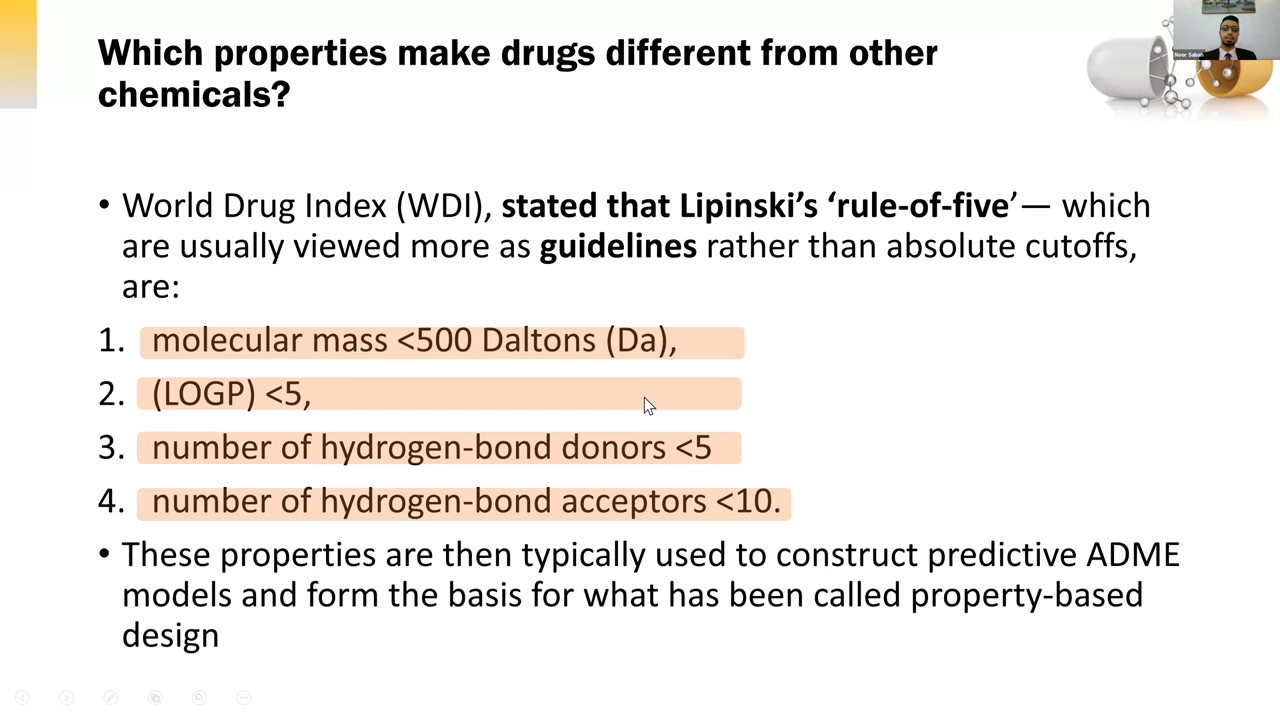 Which properties make drugs different from other
chemicals?
Noor Sabah
• World Drug Index (WDI), stated that Lipinski’s ‘rule-of-five’— which
are usually viewed more as guidelines rather than absolute cutoffs,
are:
1. molecular mass <500 Daltons (Da),
2. (LOGP) <5,
3. number of hydrogen-bond donors <5
4. number of hydrogen-bond acceptors <10.
• These properties are then typically used to construct predictive ADME
models and form the basis for what has been called property-based
design